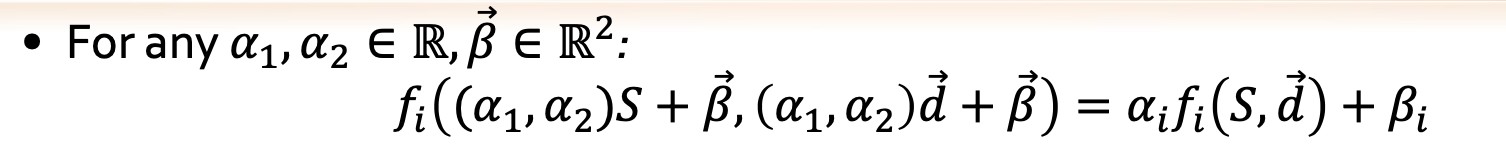 • For any α₁, α₂ ∈ ℝ, β⃗ ∈ ℝ²:
fᵢ((α₁, α₂)S + β⃗, (α₁, α₂)d⃗ + β⃗) = αᵢfᵢ(S, d⃗) + βᵢ